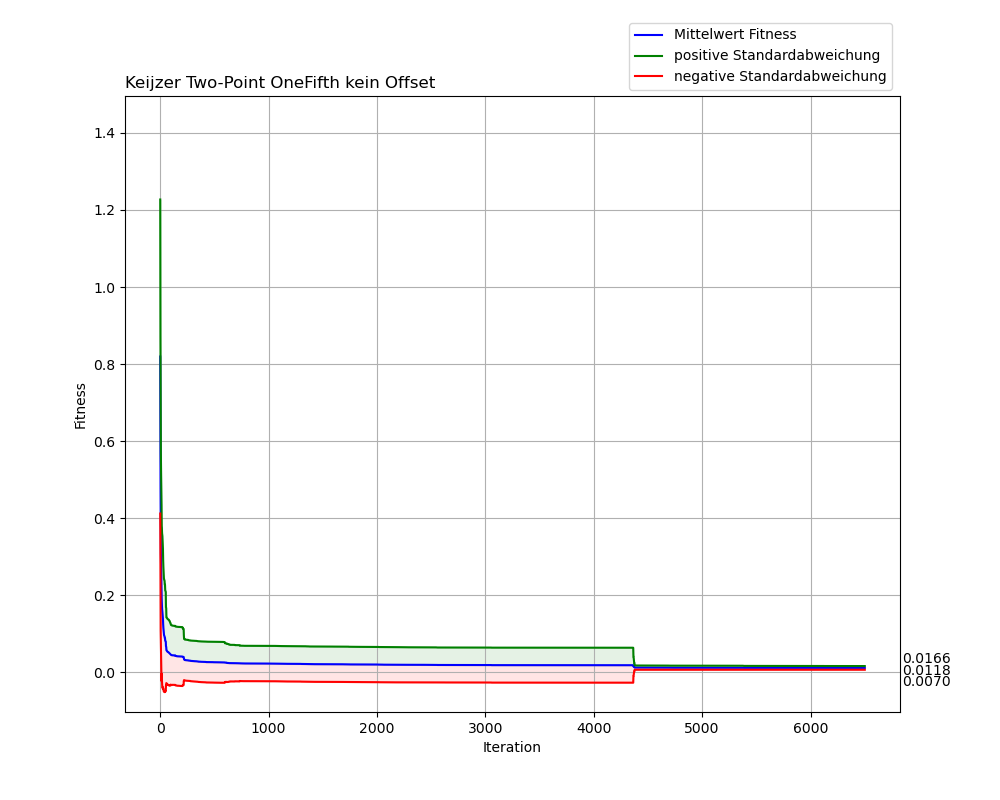 Mittelwert Fitness
positive Standardabweichung
negative Standardabweichung
Keijzer Two-Point OneFifth kein Offset
1.4
1.2
1.0
0.8
0.6
0.4
0.2
0.0
Fitness
0.0166
0.0118
0.0070
0 1000 2000 3000 4000 5000 6000
Iteration